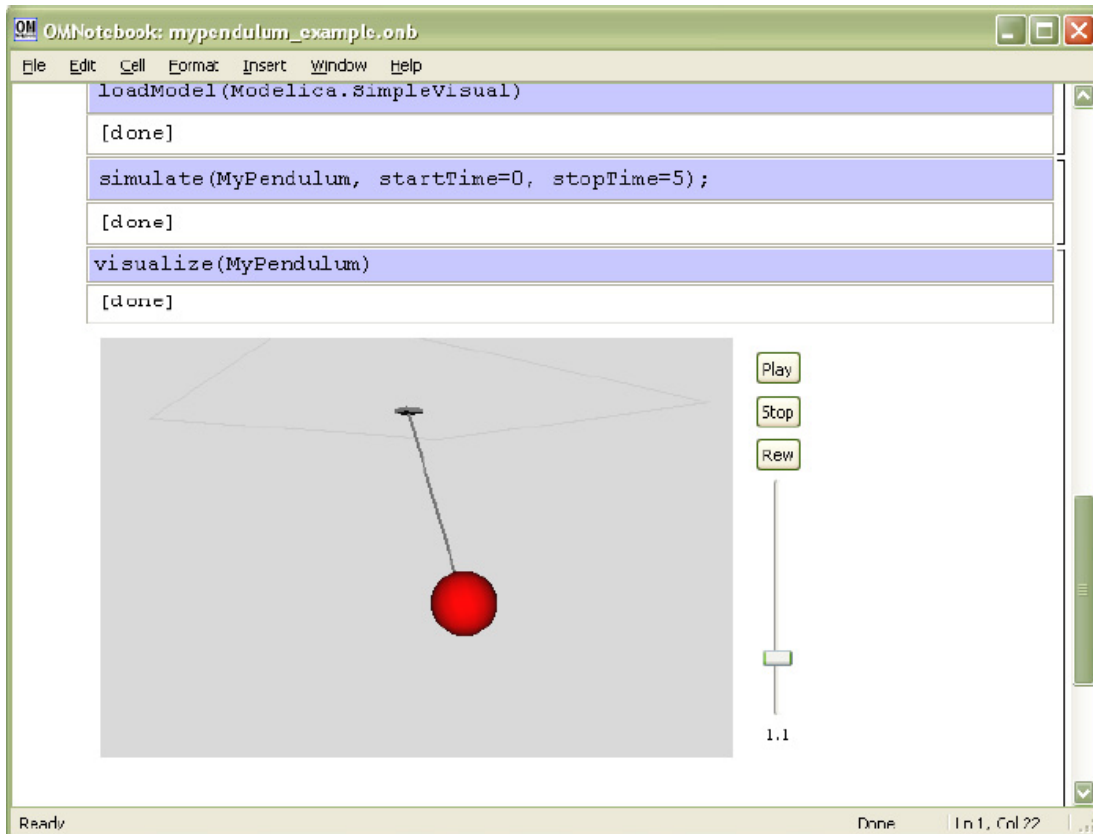 QM
OMNotebook: mypendulum_example.onb
File Edit Cell Format Insert Window Help
loadModel(Modelica.SimpleVisual)
[done]
simulate(MyPendulum, startTime=0, stopTime=5);
[done]
visualize(MyPendulum)
[done]
Play
Stop
Rew
1.1
Ready Done Ln 1, Col 22